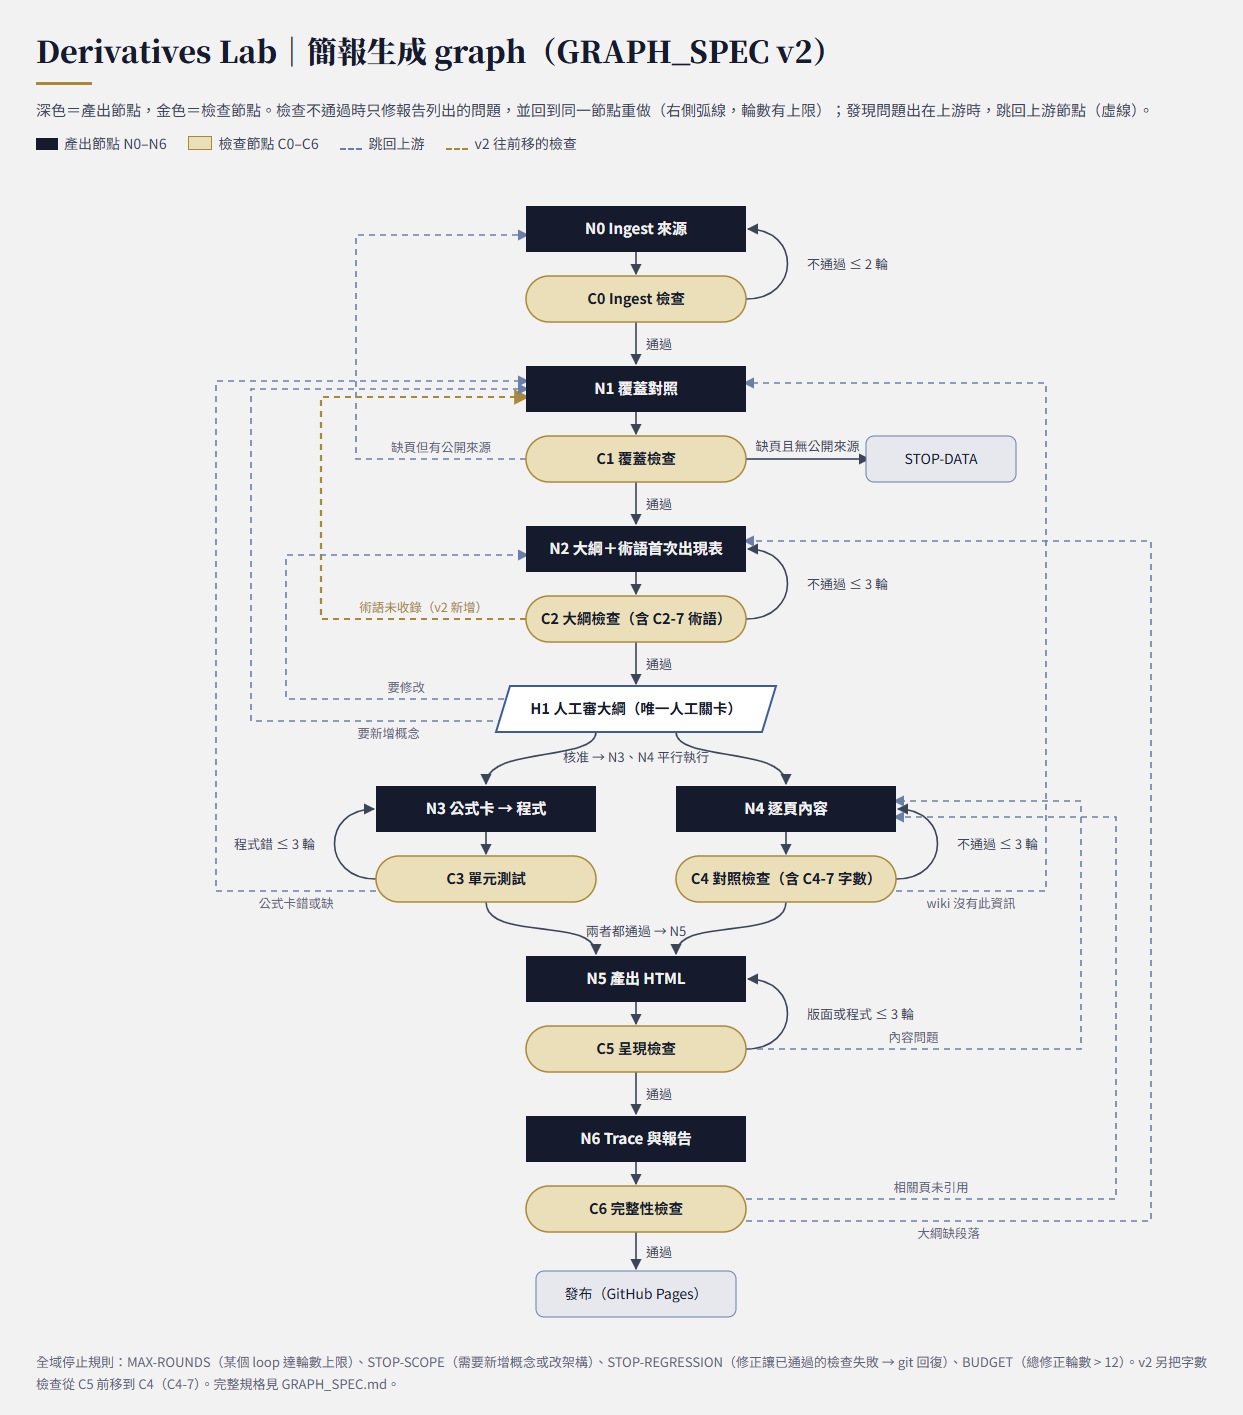 Derivatives Lab｜簡報生成 graph（GRAPH_SPEC v2）
深色＝產出節點，金色＝檢查節點。檢查不通過時只修報告列出的問題，並回到同一節點重做（右側弧線，輪數有上限）；發現問題出在上游時，跳回上游節點（虛線）。
產出節點 N0–N6
檢查節點 C0–C6
跳回上游
v2 往前移的檢查
N0 Ingest 來源
不通過 ≤ 2 輪
C0 Ingest 檢查
通過
N1 覆蓋對照
缺頁但有公開來源
C1 覆蓋檢查
缺頁且無公開來源
STOP-DATA
通過
N2 大綱＋術語首次出現表
不通過 ≤ 3 輪
術語未收錄（v2 新增）
C2 大綱檢查（含 C2-7 術語）
通過
要修改
H1 人工審大綱（唯一人工關卡）
要新增概念
核准 → N3、N4 平行執行
N3 公式卡 → 程式
N4 逐頁內容
程式錯 ≤ 3 輪
不通過 ≤ 3 輪
C3 單元測試
C4 對照檢查（含 C4-7 字數）
公式卡錯或缺
wiki 沒有此資訊
兩者都通過 → N5
N5 產出 HTML
版面或程式 ≤ 3 輪
內容問題
C5 呈現檢查
通過
N6 Trace 與報告
相關頁未引用
C6 完整性檢查
大綱缺段落
通過
發布（GitHub Pages）
全域停止規則：MAX-ROUNDS（某個 loop 達輪數上限）、STOP-SCOPE（需要新增概念或改架構）、STOP-REGRESSION（修正讓已通過的檢查失敗 → git 回復）、BUDGET（總修正輪數 > 12）。v2 另把字數
檢查從 C5 前移到 C4（C4-7）。完整規格見 GRAPH_SPEC.md。